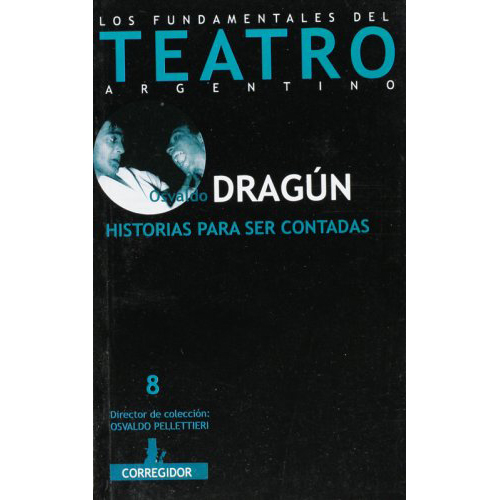 LOS FUNDAMENTALES DEL
TEATRO
ARGENTINO
Osvaldo DRAGÚN
HISTORIAS PARA SER CONTADAS
8
Director de colección:
OSVALDO PELLETTIERI
CORREGIDOR